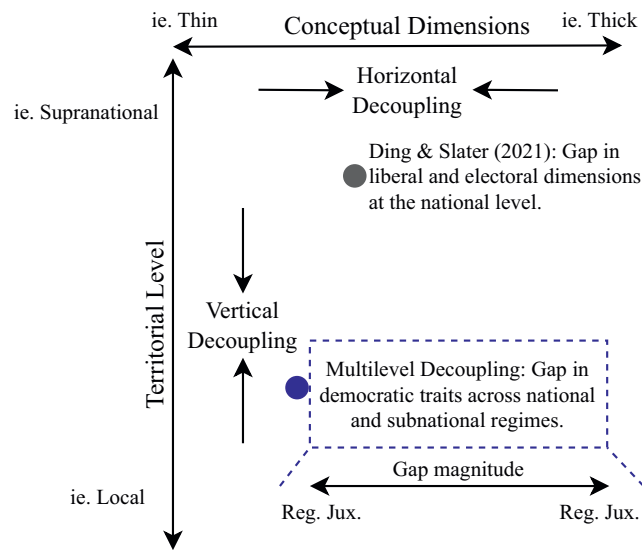 ie. Thin
Conceptual Dimensions
ie. Thick
Horizontal
Decoupling
ie. Supranational
Ding & Slater (2021): Gap in
liberal and electoral dimensions
at the national level.
Territorial Level
Vertical
Decoupling
Multilevel Decoupling: Gap in
democratic traits across national
and subnational regimes.
Gap magnitude
ie. Local
Reg. Jux.
Reg. Jux.